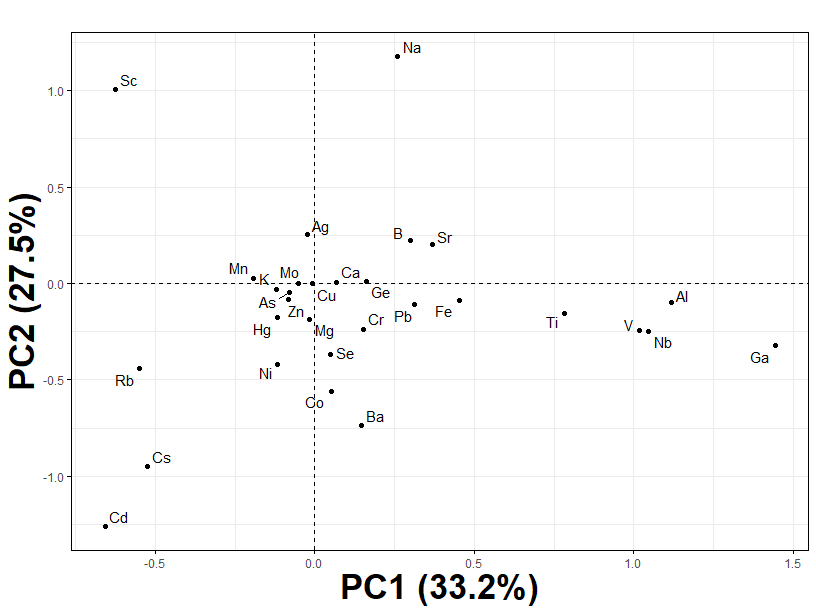 Na
Sc
1.0
0.5
Ag
B
Sr
Mn
K
Mo
Ca
0.0
As
Cu
Ge
Al
Zn
Pb
Fe
Hg
Mg
Cr
Ti
V
Nb
Se
Ga
Ni
Rb
-0.5
Co
Ba
Cs
-1.0
Cd
PC2 (27.5%)
-0.5
0.0
0.5
1.0
1.5
PC1 (33.2%)